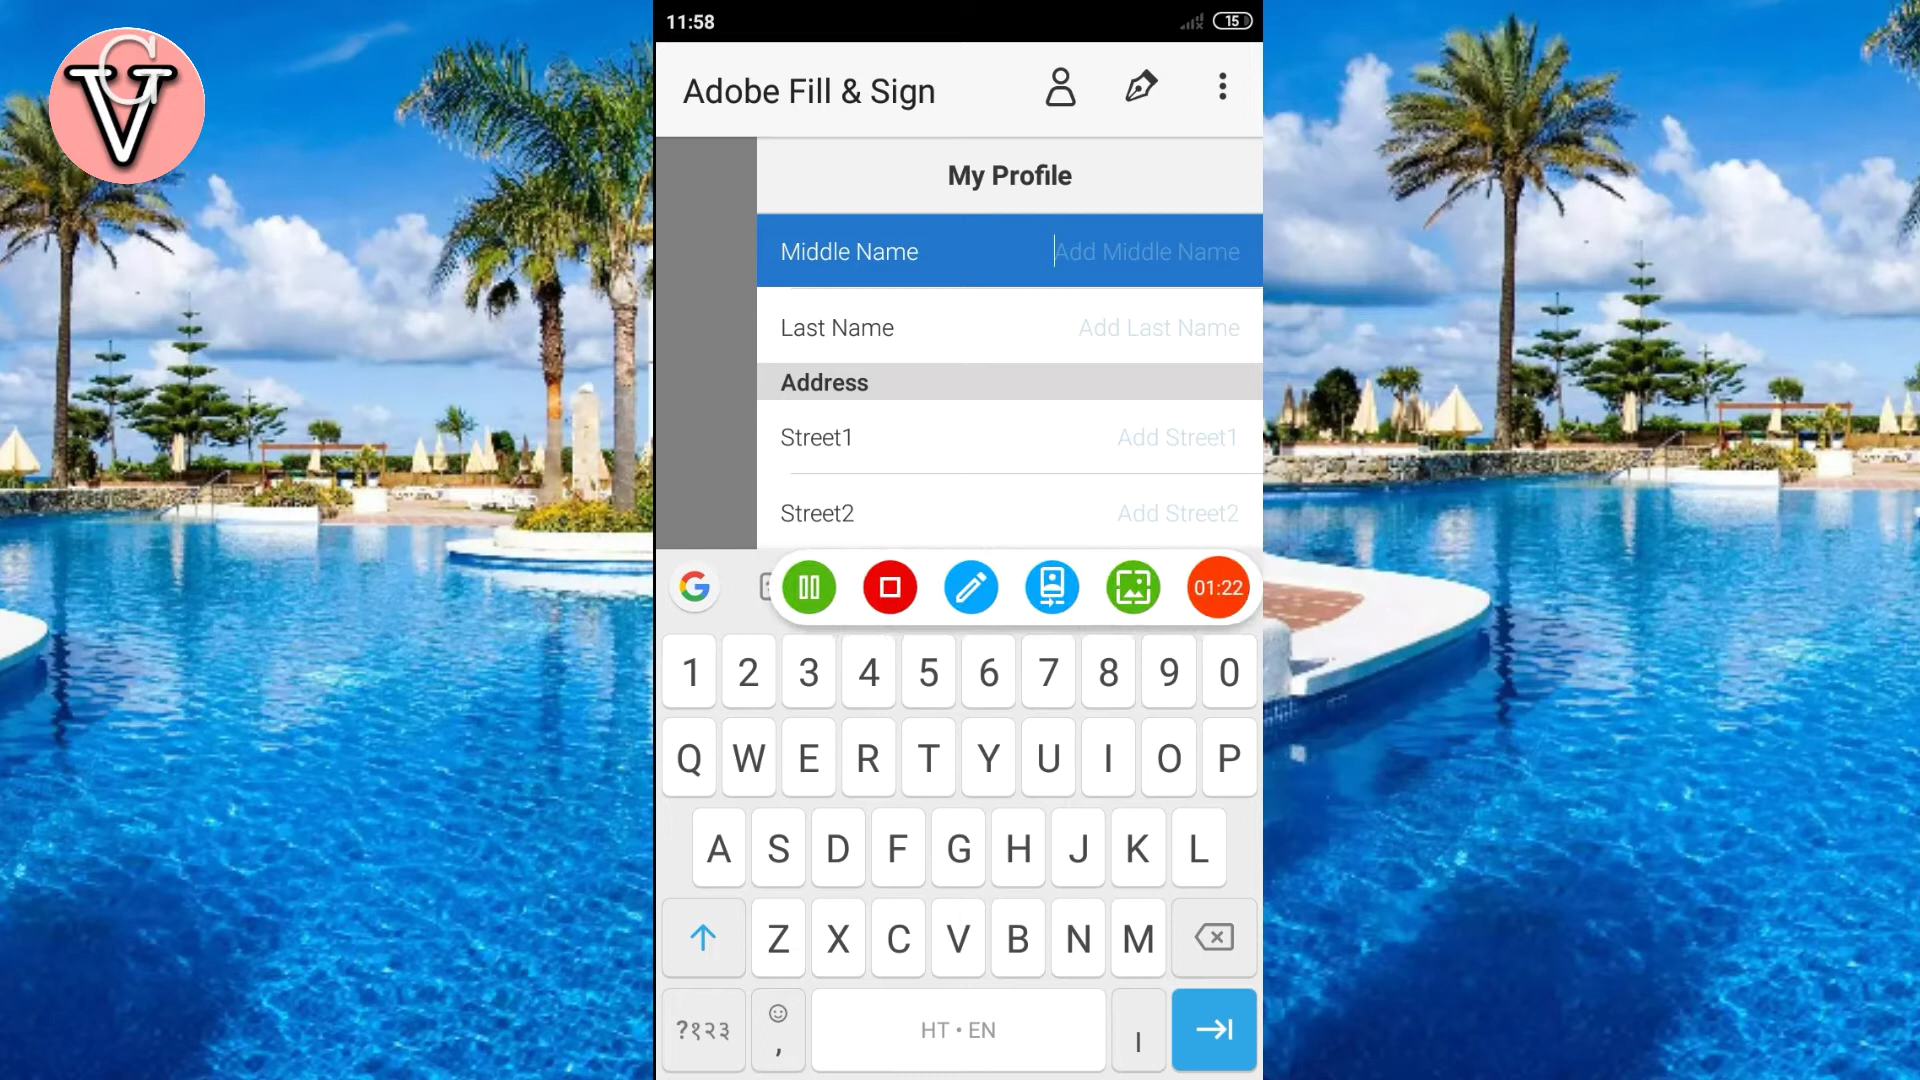 VG
11:58
15
Adobe Fill & Sign
My Profile
Middle Name Add Middle Name
Last Name Add Last Name
Address
Street1 Add Street1
Street2 Add Street2
G
01:22
1 2 3 4 5 6 7 8 9 0
Q W E R T Y U I O P
A S D F G H J K L
Z X C V B N M
?१२३ , HT • EN ।